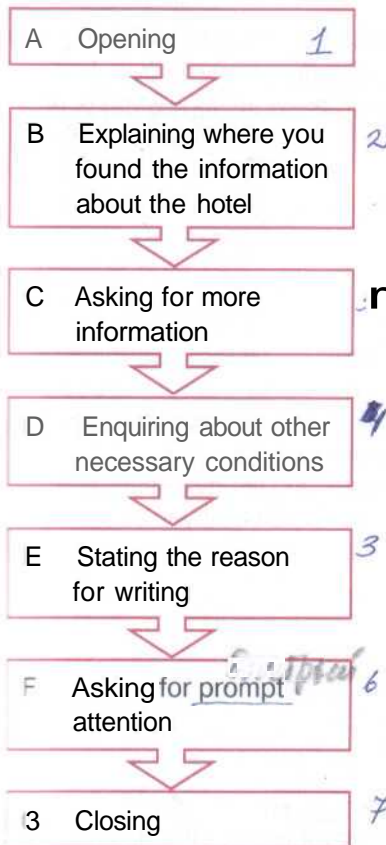 A Opening 1
B Explaining where you 2
found the information
about the hotel
C Asking for more
information
D Enquiring about other 4
necessary conditions
E Stating the reason 3
for writing
F Asking for prompt 6
attention
3 Closing 7